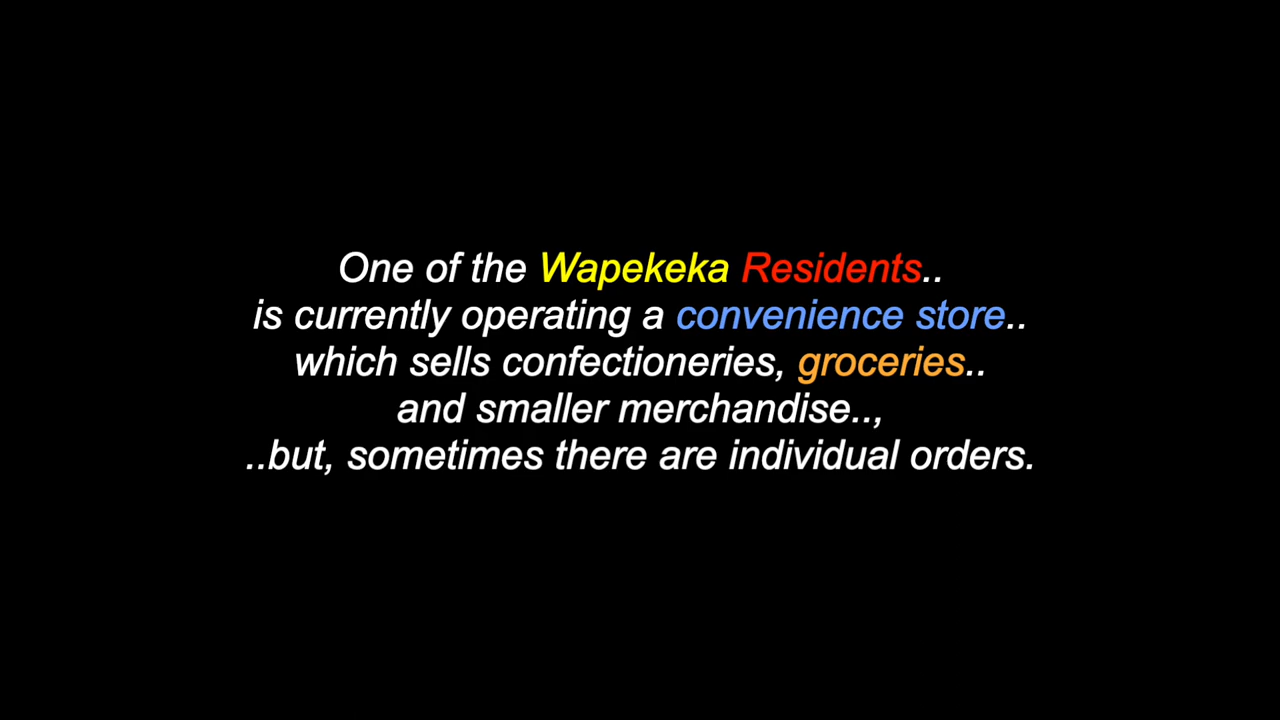 One of the Wapekeka Residents..
is currently operating a convenience store..
which sells confectioneries, groceries..
and smaller merchandise..,
..but, sometimes there are individual orders.